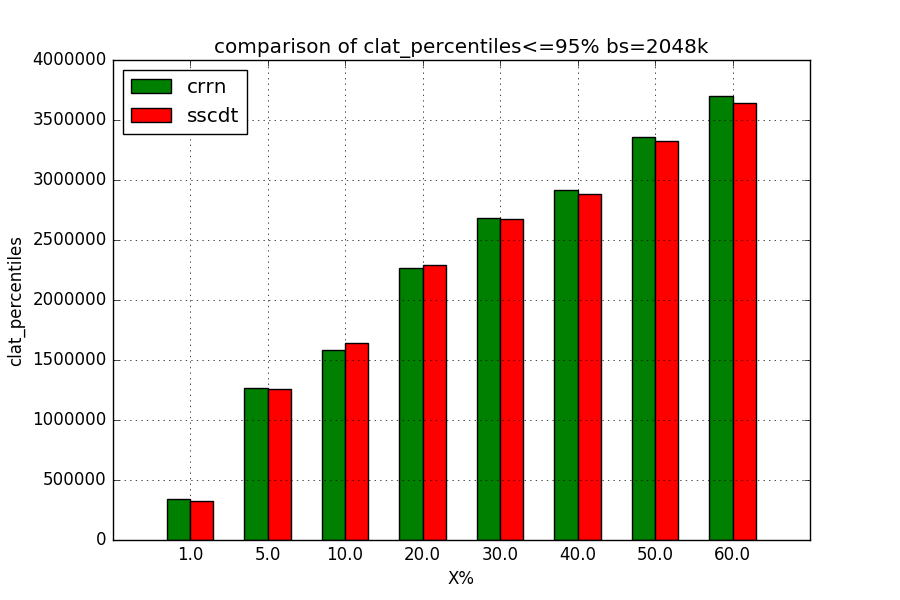 comparison of clat_percentiles<=95% bs=2048k
4000000
3500000
3000000
2500000
2000000
1500000
1000000
500000
0
clat_percentiles
crrn
sscdt
1.0 5.0 10.0 20.0 30.0 40.0 50.0 60.0
X%